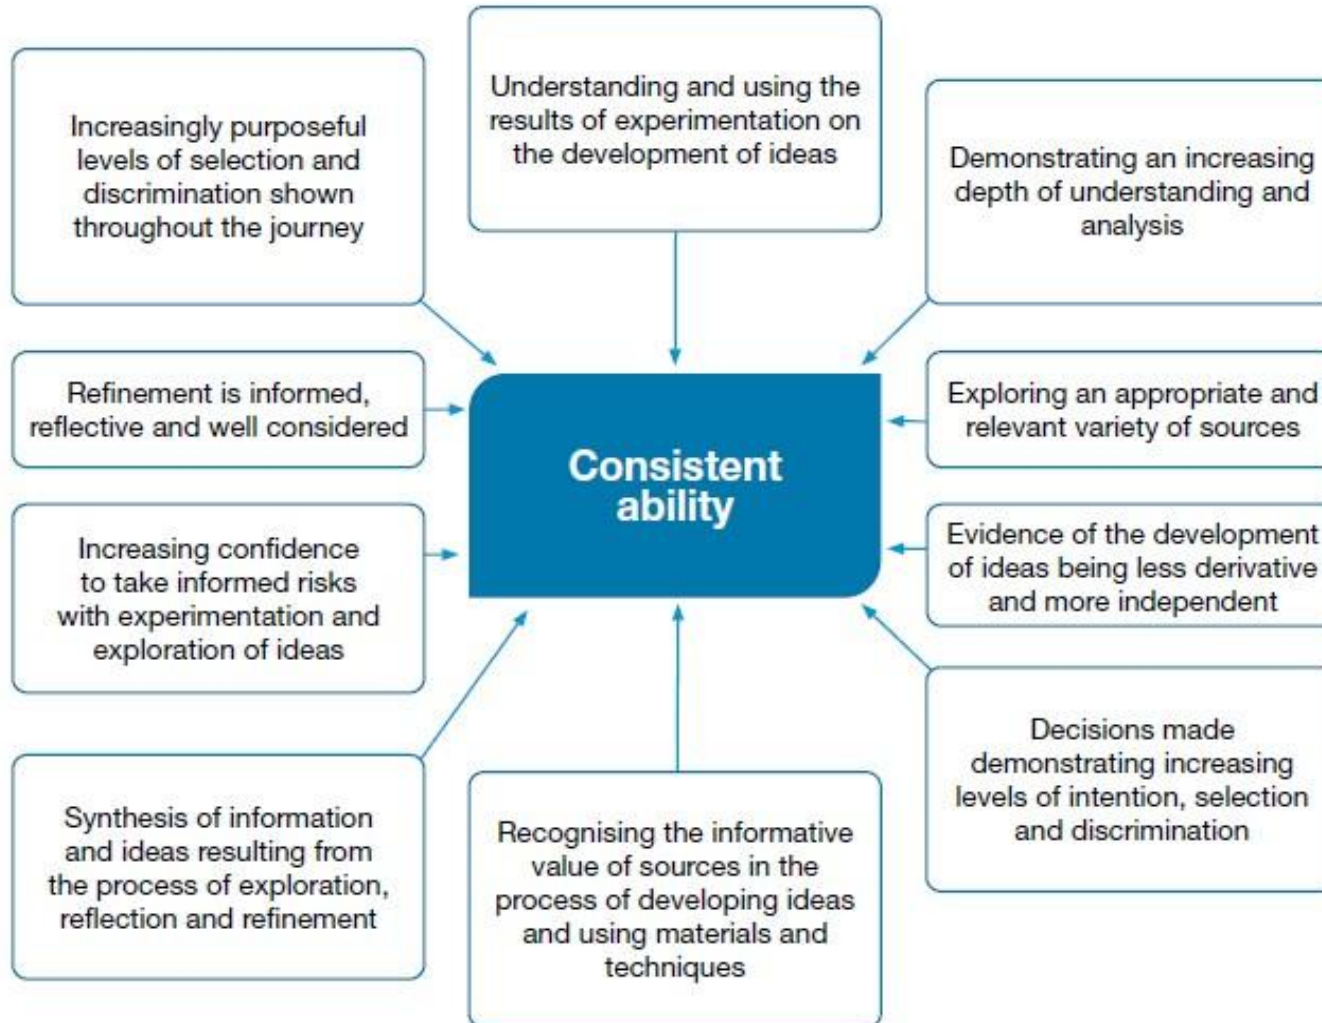 Increasingly purposeful
levels of selection and
discrimination shown
throughout the journey
Understanding and using the
results of experimentation on
the development of ideas
Demonstrating an increasing
depth of understanding and
analysis
Refinement is informed,
reflective and well considered
Consistent
ability
Exploring an appropriate and
relevant variety of sources
Increasing confidence
to take informed risks
with experimentation and
exploration of ideas
Evidence of the development
of ideas being less derivative
and more independent
Synthesis of information
and ideas resulting from
the process of exploration,
reflection and refinement
Recognising the informative
value of sources in the
process of developing ideas
and using materials and
techniques
Decisions made
demonstrating increasing
levels of intention, selection
and discrimination